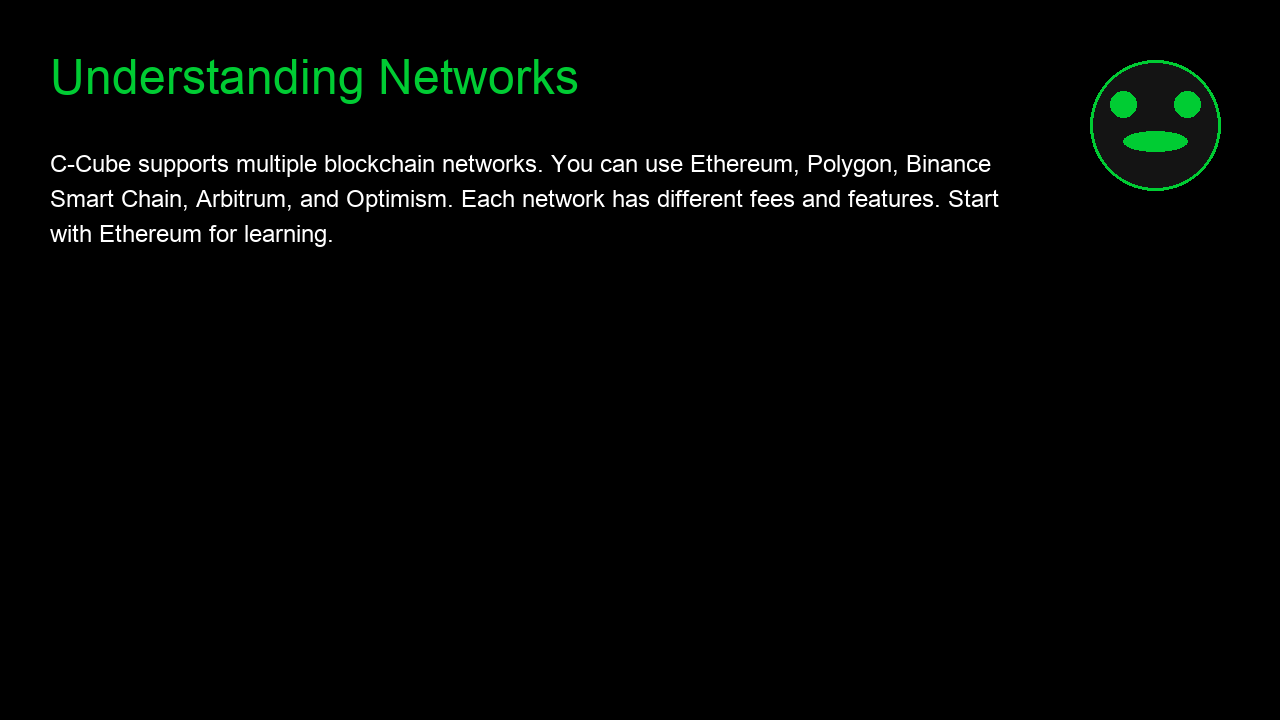 Understanding Networks
C-Cube supports multiple blockchain networks. You can use Ethereum, Polygon, Binance
Smart Chain, Arbitrum, and Optimism. Each network has different fees and features. Start
with Ethereum for learning.